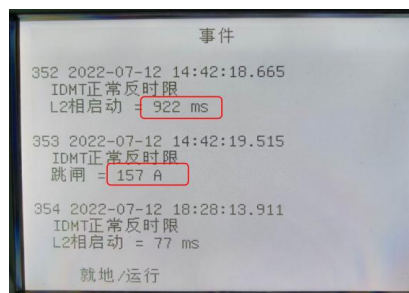 事件
352 2022-07-12 14:42:18.665
IDMT正常反时限
L2相启动 = 922 ms
353 2022-07-12 14:42:19.515
IDMT正常反时限
跳闸 = 157 A
354 2022-07-12 18:28:13.911
IDMT正常反时限
L2相启动 = 77 ms
就地/运行